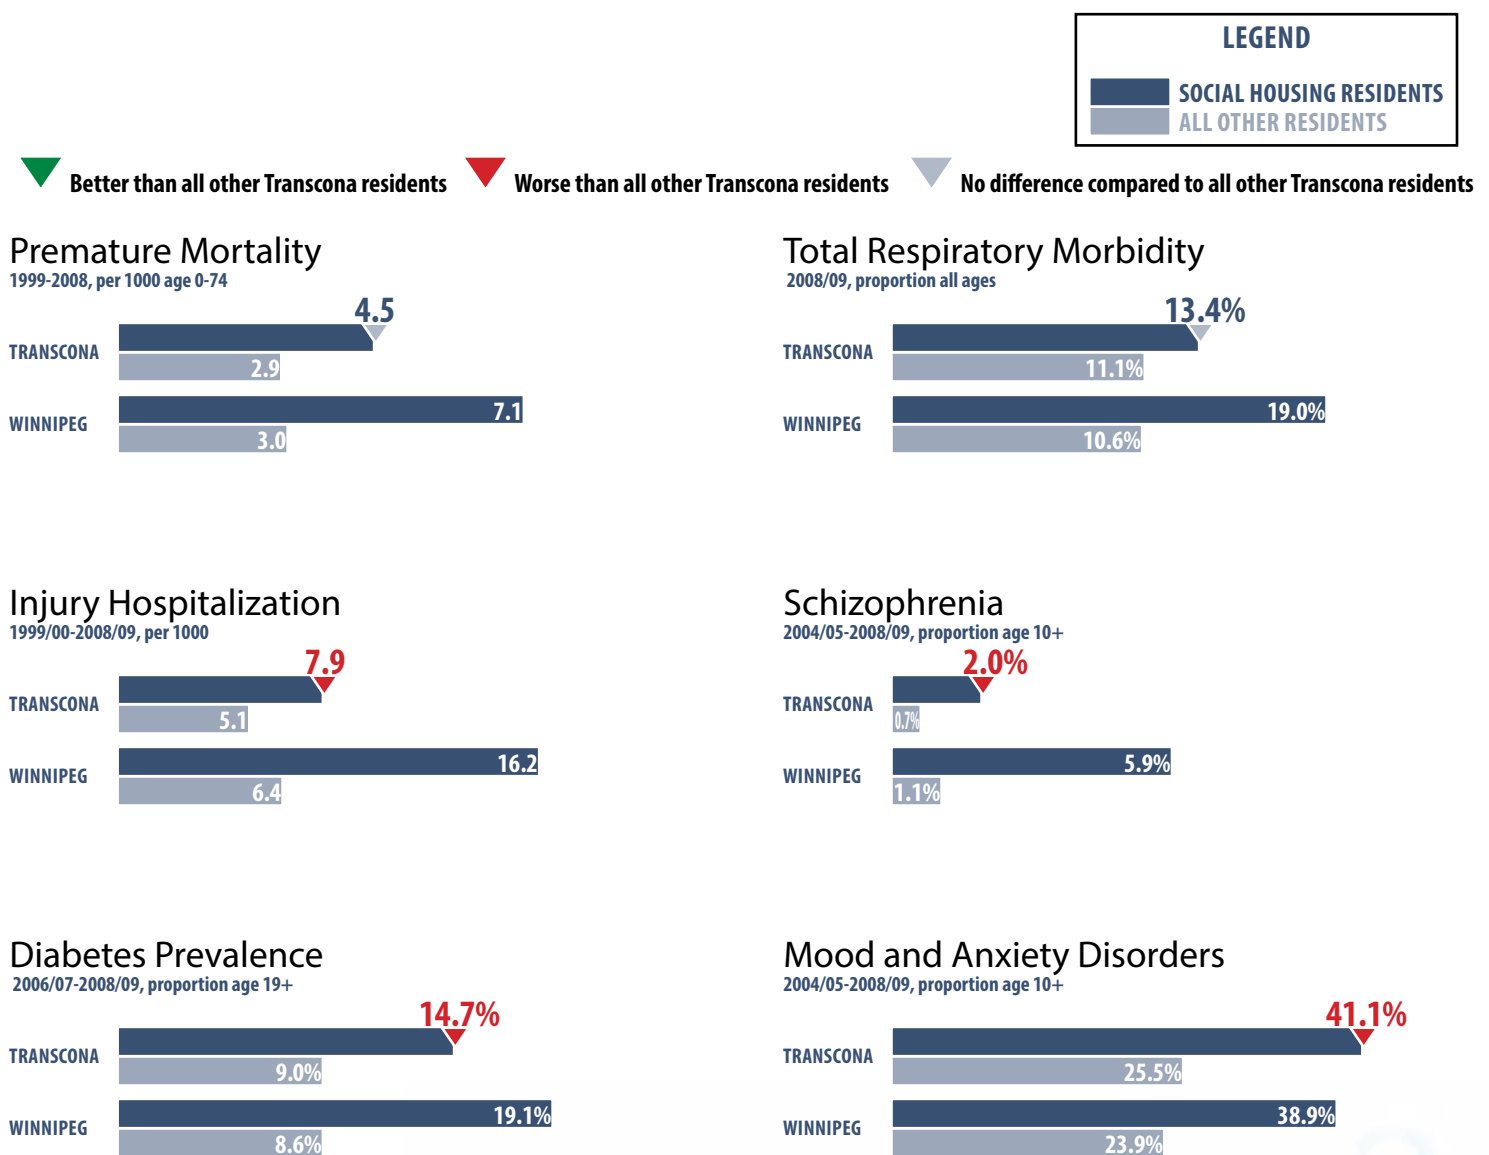 LEGEND
SOCIAL HOUSING RESIDENTS
ALL OTHER RESIDENTS
Better than all other Transcona residents
Worse than all other Transcona residents
No difference compared to all other Transcona residents
Premature Mortality
1999-2008, per 1000 age 0-74
4.5
TRANSCONA
2.9
WINNIPEG
7.1
3.0
Total Respiratory Morbidity
2008/09, proportion all ages
13.4%
TRANSCONA
11.1%
WINNIPEG
19.0%
10.6%
Injury Hospitalization
1999/00-2008/09, per 1000
7.9
TRANSCONA
5.1
WINNIPEG
16.2
6.4
Schizophrenia
2004/05-2008/09, proportion age 10+
2.0%
TRANSCONA
0.7%
WINNIPEG
5.9%
1.1%
Diabetes Prevalence
2006/07-2008/09, proportion age 19+
14.7%
TRANSCONA
9.0%
WINNIPEG
19.1%
8.6%
Mood and Anxiety Disorders
2004/05-2008/09, proportion age 10+
41.1%
TRANSCONA
25.5%
WINNIPEG
38.9%
23.9%